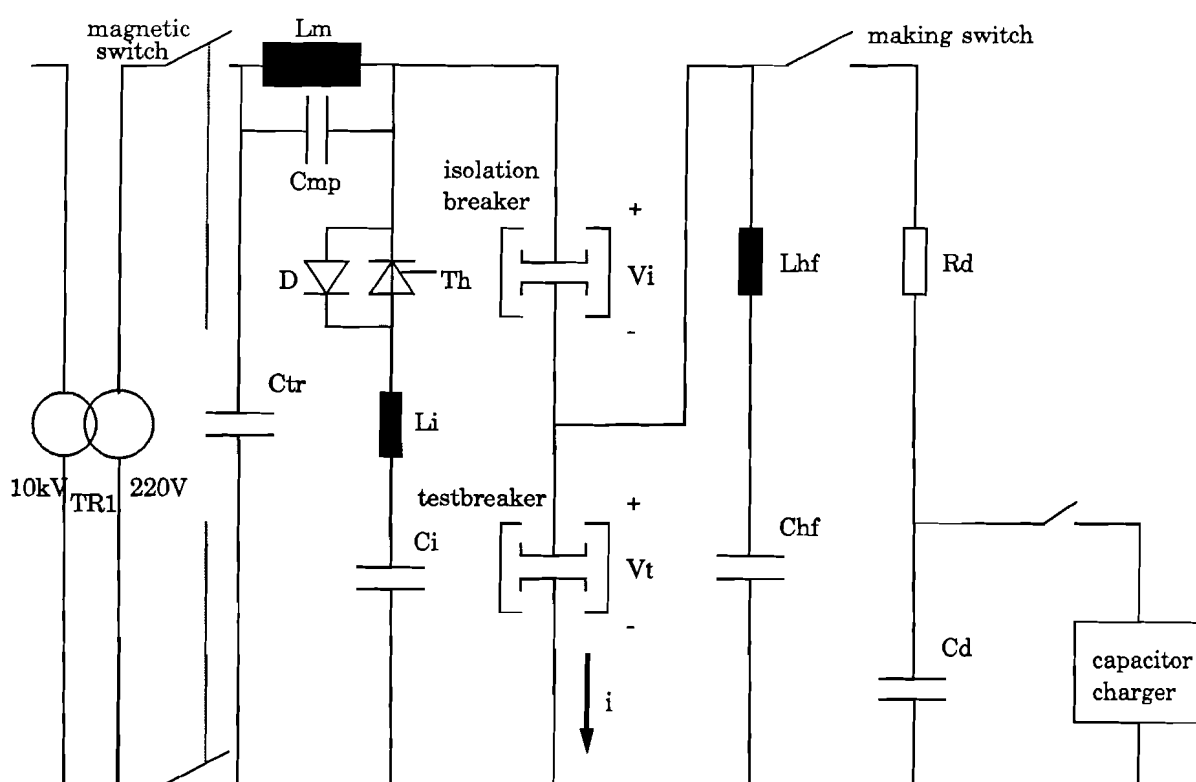 magnetic
switch
Lm
making switch
Cmp
isolation
breaker
+
Vi
-
D
Th
Lhf
Rd
Ctr
Li
10kV
TR1
220V
testbreaker
+
Ci
Vt
-
Chf
i
Cd
capacitor
charger